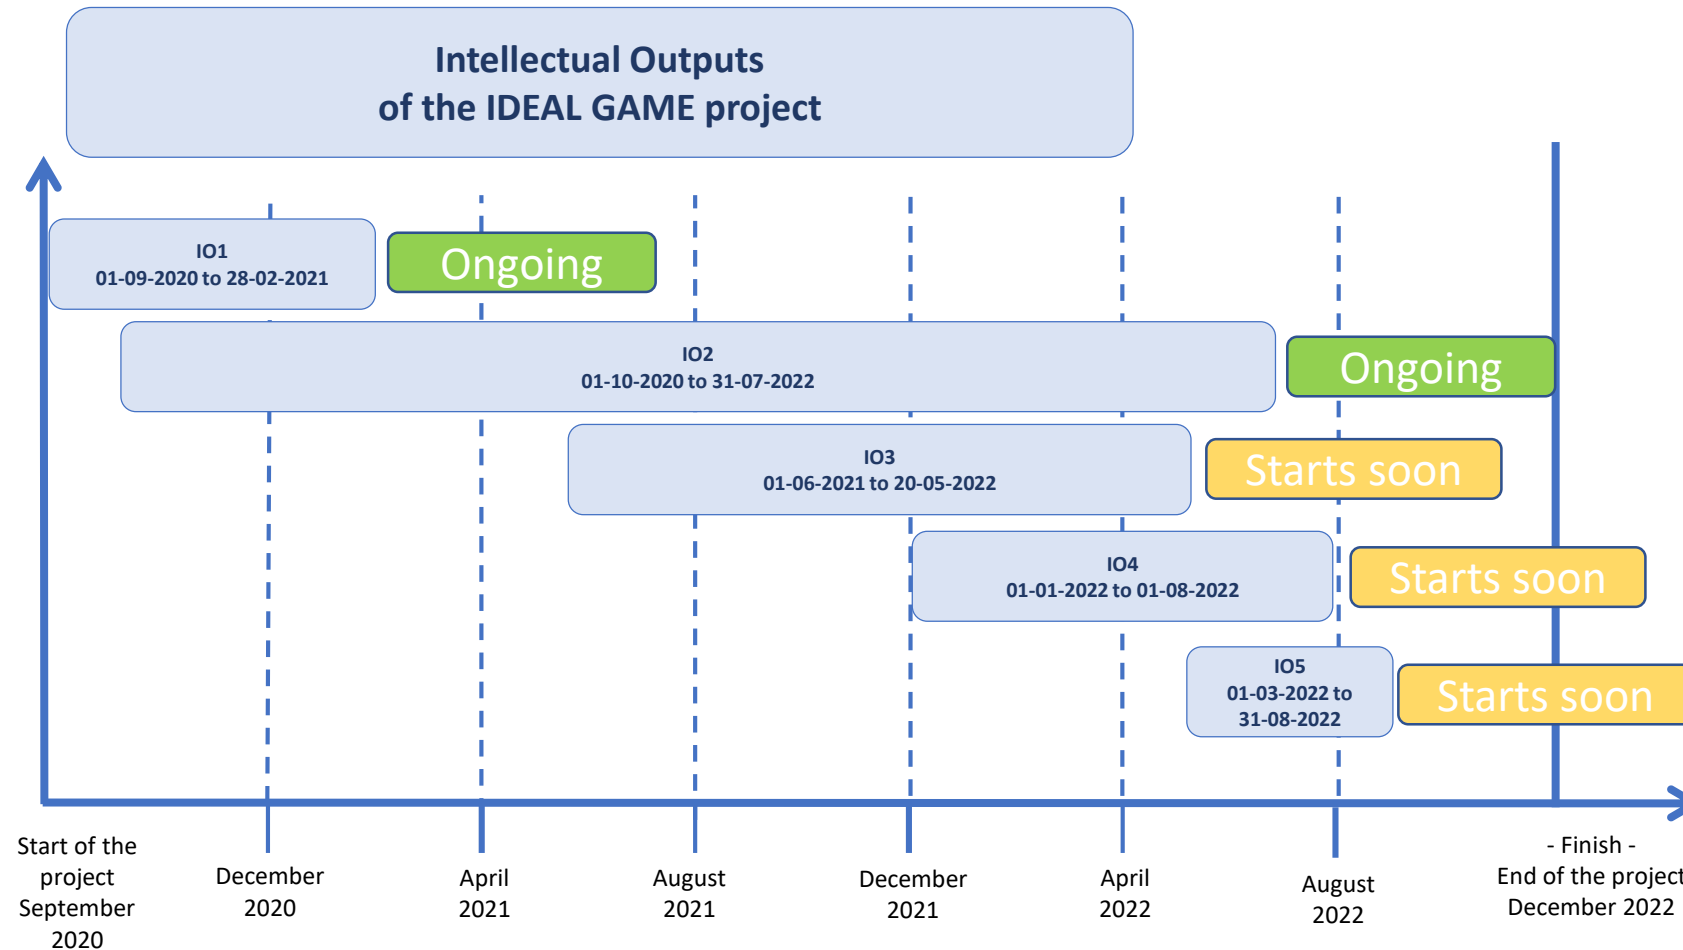 Intellectual Outputs
of the IDEAL GAME project
IO1
01-09-2020 to 28-02-2021
Ongoing
IO2
01-10-2020 to 31-07-2022
Ongoing
IO3
01-06-2021 to 20-05-2022
Starts soon
IO4
01-01-2022 to 01-08-2022
Starts soon
IO5
01-03-2022 to
31-08-2022
Starts soon
Start of the
project
September
2020
December
2020
April
2021
August
2021
December
2021
April
2022
August
2022
- Finish -
End of the project
December 2022